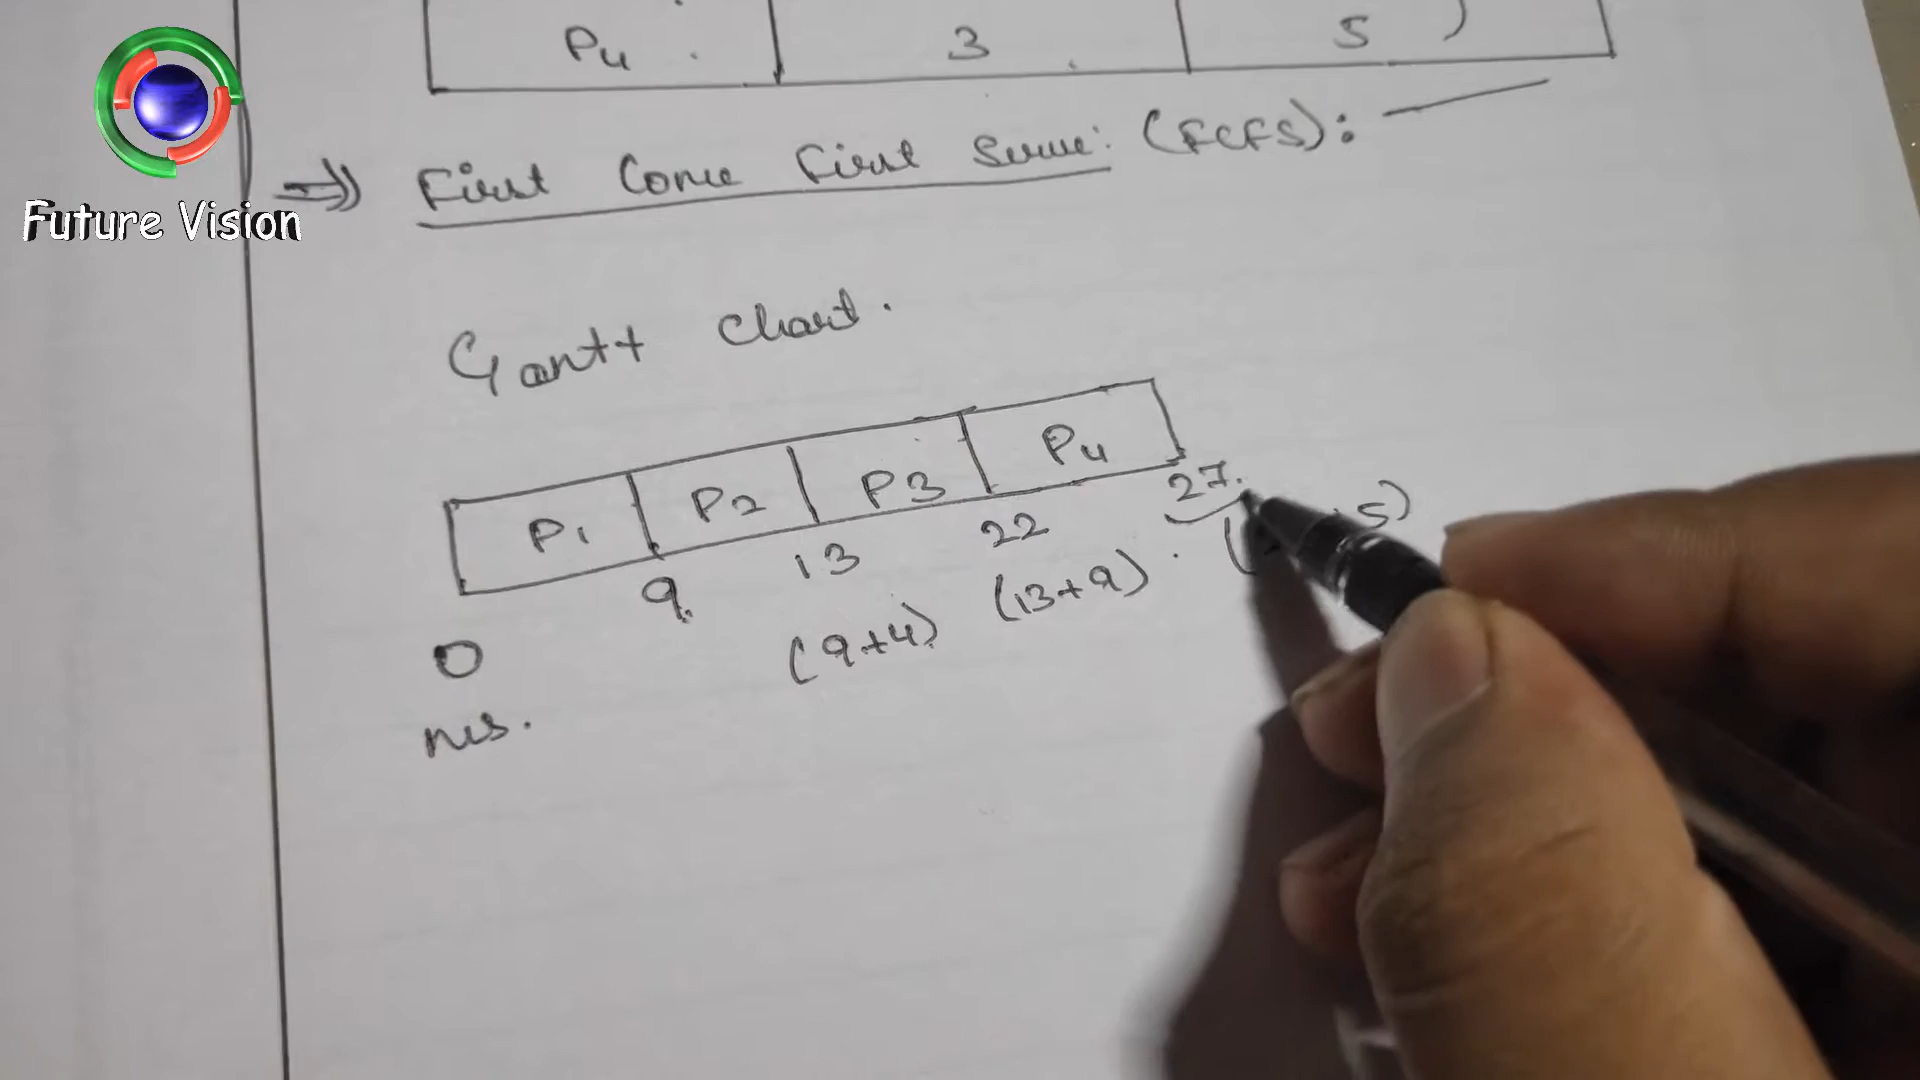 P4 3 5
First Come First Serve: (FCFS):
Future Vision
Gantt Chart.
P1 P2 P3 P4
0 9 13 22 27.
(9+4) (13+9) 5)
ms.